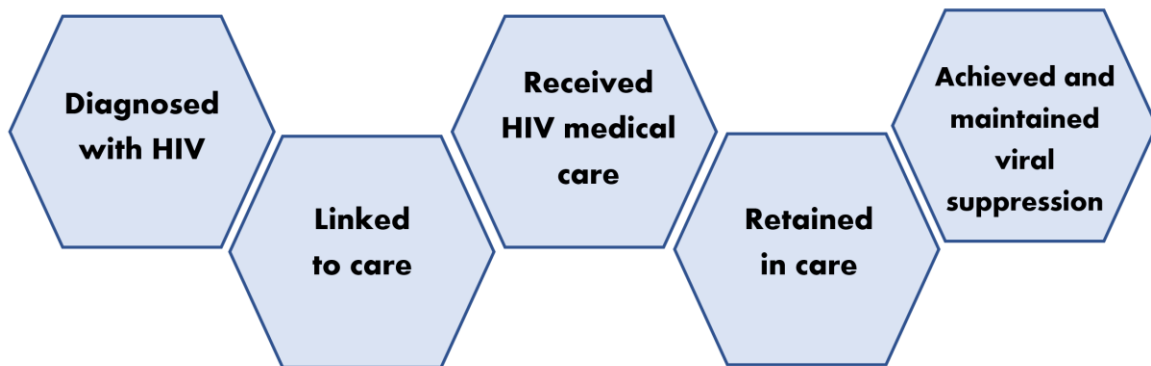 Diagnosed
with HIV
Linked
to care
Received
HIV medical
care
Retained
in care
Achieved and
maintained
viral
suppression